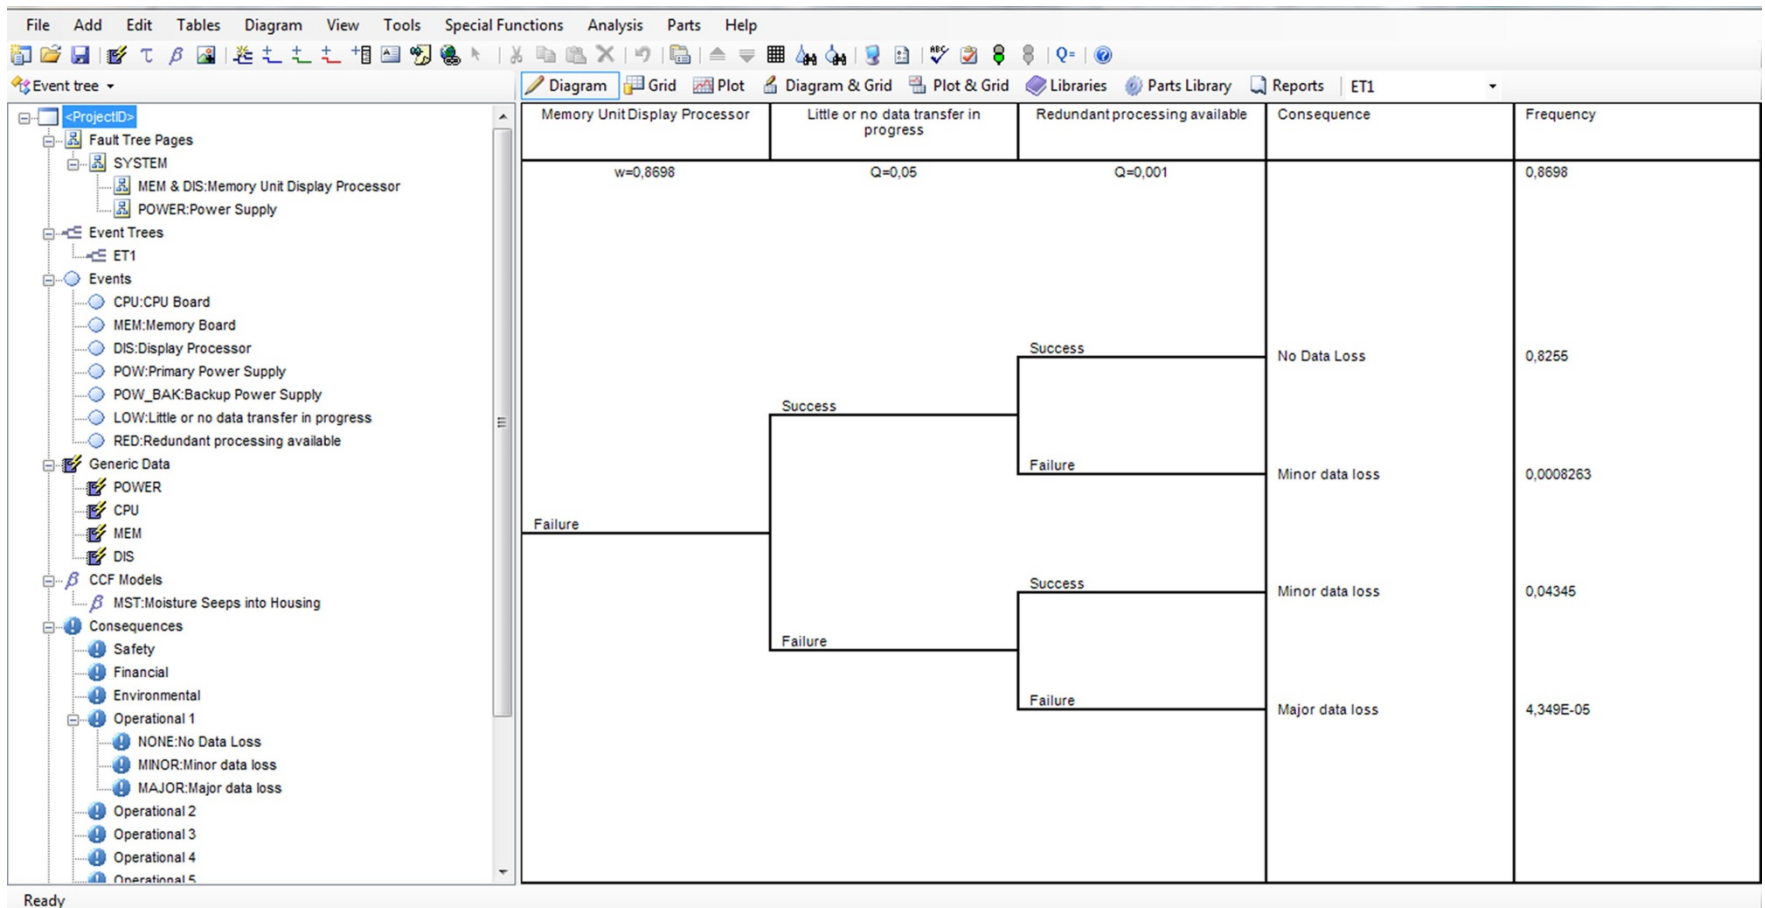 File Add Edit Tables Diagram View Tools Special Functions Analysis Parts Help
τ β ABC Q=
Event tree
Diagram Grid Plot Diagram & Grid Plot & Grid Libraries Parts Library Reports ET1
<ProjectID>
Fault Tree Pages
SYSTEM
MEM & DIS:Memory Unit Display Processor
POWER:Power Supply
Event Trees
ET1
Events
CPU:CPU Board
MEM:Memory Board
DIS:Display Processor
POW:Primary Power Supply
POW_BAK:Backup Power Supply
LOW:Little or no data transfer in progress
RED:Redundant processing available
Generic Data
POWER
CPU
MEM
DIS
β CCF Models
β MST:Moisture Seeps into Housing
Consequences
Safety
Financial
Environmental
Operational 1
NONE:No Data Loss
MINOR:Minor data loss
MAJOR:Major data loss
Operational 2
Operational 3
Operational 4
Operational 5
Memory Unit Display Processor
Little or no data transfer in
progress
Redundant processing available
Consequence
Frequency
w=0,8698 Q=0,05 Q=0,001 0,8698
Success
No Data Loss 0,8255
Success
Failure
Minor data loss 0,0008263
Failure
Success
Minor data loss 0,04345
Failure
Failure
Major data loss 4,349E-05
Ready